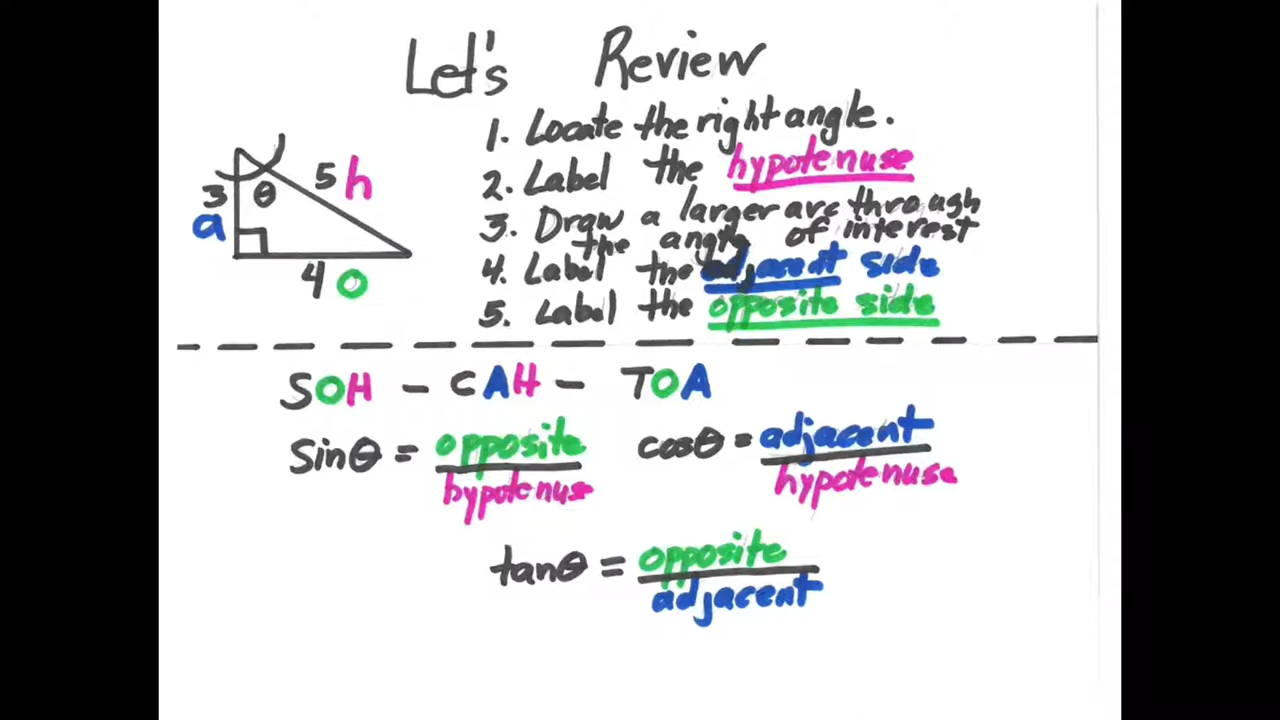 Let's Review
1. Locate the right angle.
2. Label the hypotenuse
3. Draw a larger arc through
the angle of interest
4. Label the adjacent side
5. Label the opposite side
5 h
3
θ
a
4 o
SOH - CAH - TOA
sinθ = opposite
hypotenuse
cosθ = adjacent
hypotenuse
tanθ = opposite
adjacent